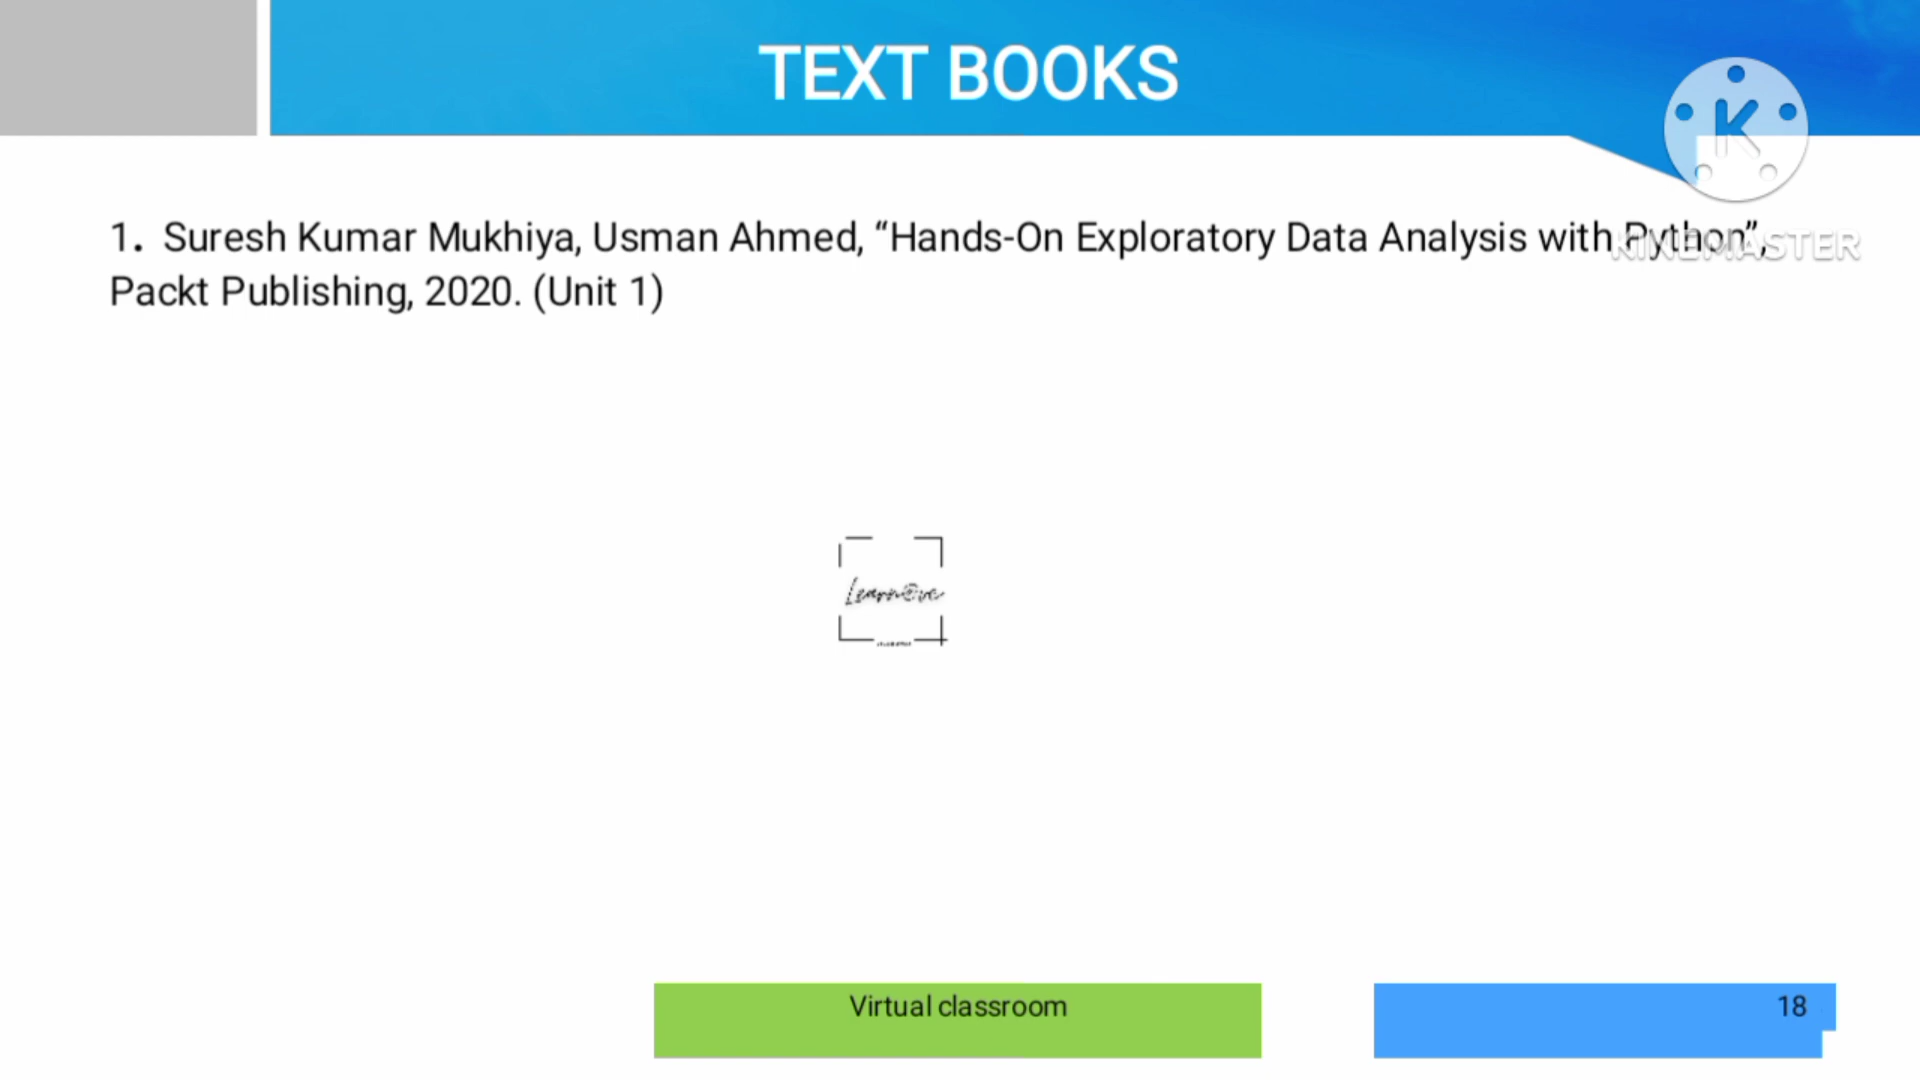 TEXT BOOKS
K
KINEMASTER
1. Suresh Kumar Mukhiya, Usman Ahmed, “Hands-On Exploratory Data Analysis with Python”,
Packt Publishing, 2020. (Unit 1)
Learn@vc
Virtual classroom
18